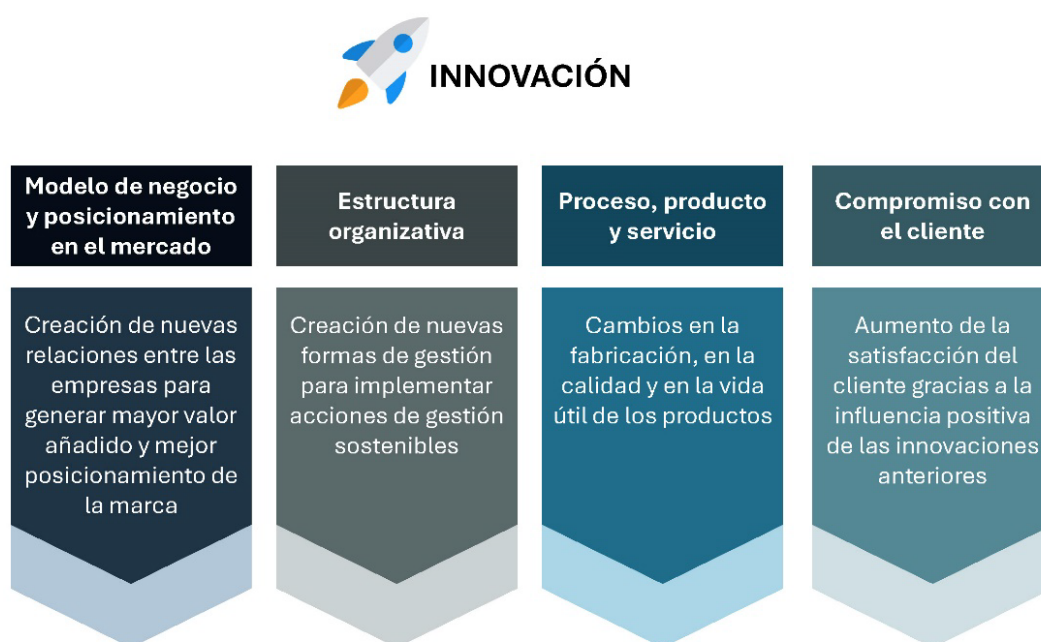 INNOVACIÓN
Modelo de negocio
y posicionamiento
en el mercado
Creación de nuevas
relaciones entre las
empresas para
generar mayor valor
añadido y mejor
posicionamiento de
la marca
Estructura
organizativa
Creación de nuevas
formas de gestión
para implementar
acciones de gestión
sostenibles
Proceso, producto
y servicio
Cambios en la
fabricación, en la
calidad y en la vida
útil de los productos
Compromiso con
el cliente
Aumento de la
satisfacción del
cliente gracias a la
influencia positiva
de las innovaciones
anteriores